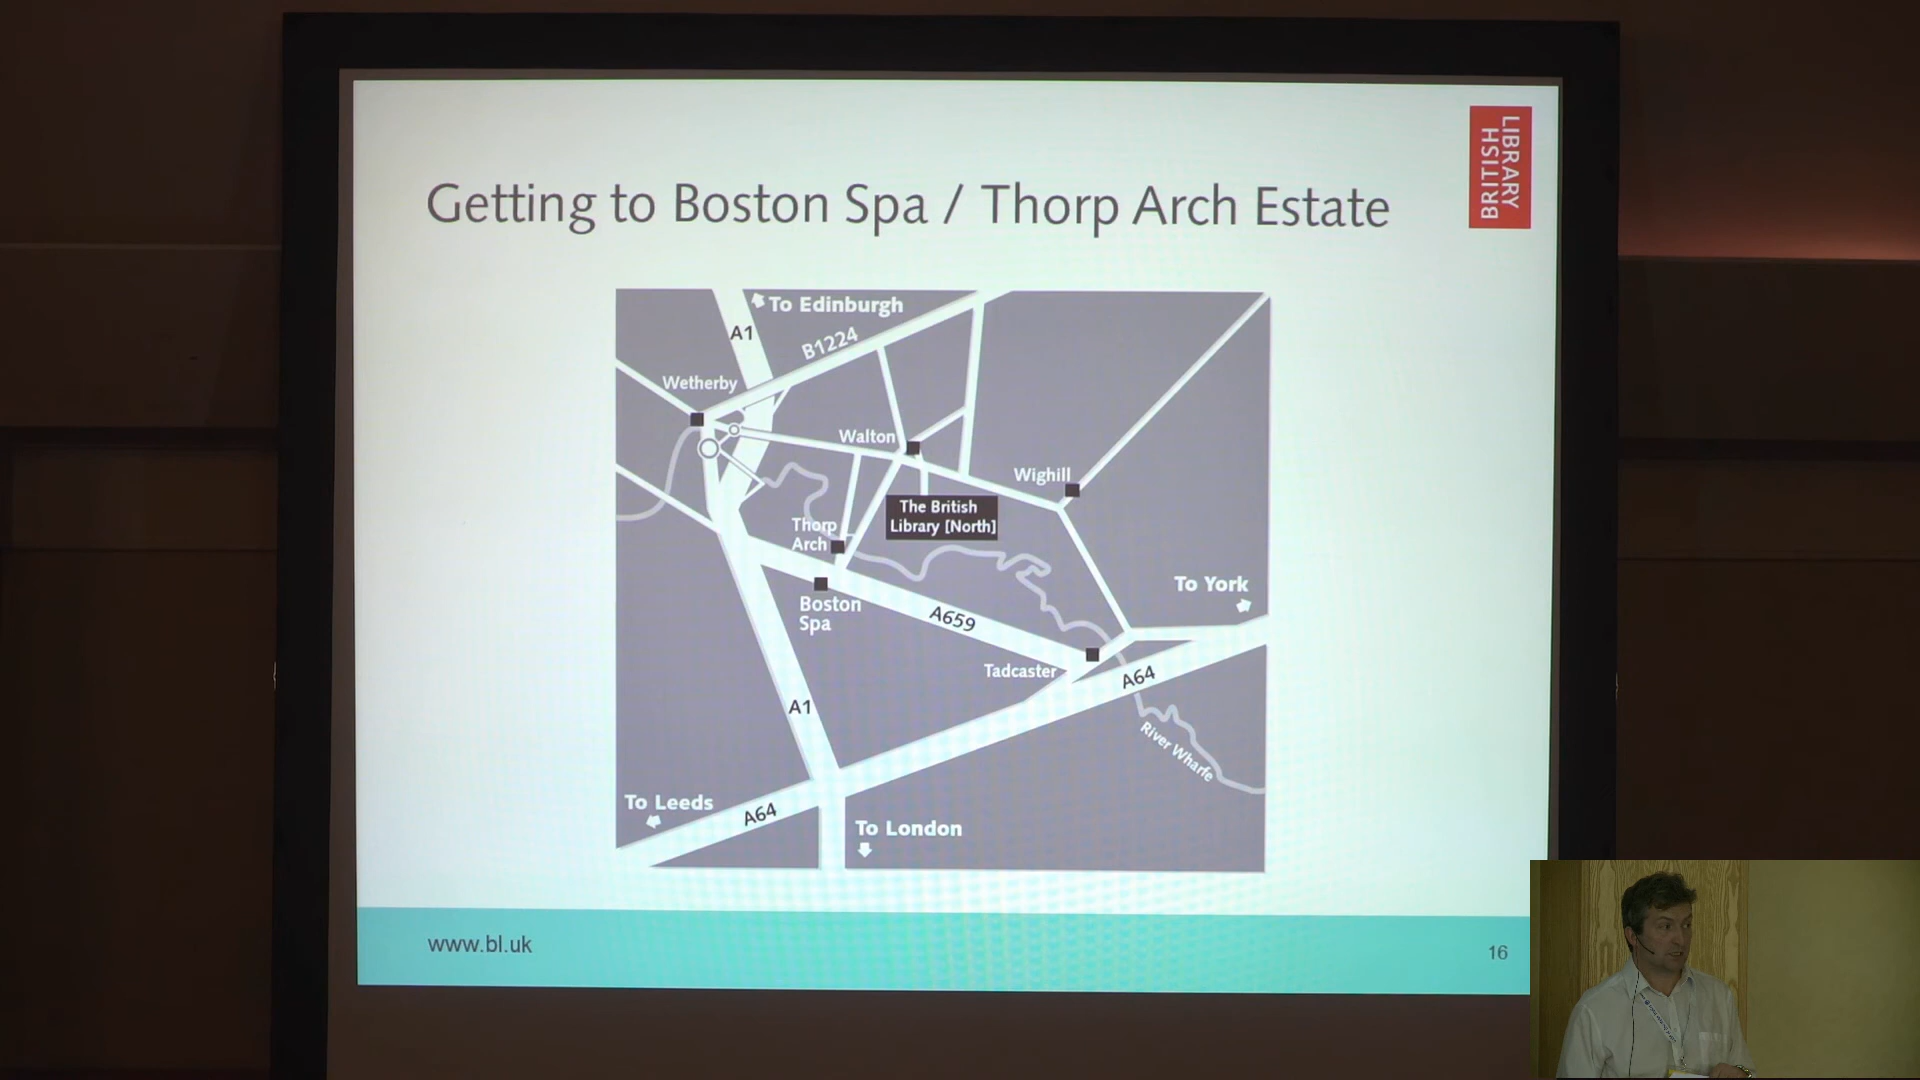 Getting to Boston Spa / Thorp Arch Estate
BRITISH
LIBRARY
To Edinburgh
A1
B1224
Wetherby
Walton
Wighill
The British
Library [North]
Thorp
Arch
To York
Boston
Spa
A659
Tadcaster
A64
A1
River Wharfe
To Leeds
A64
To London
www.bl.uk
16